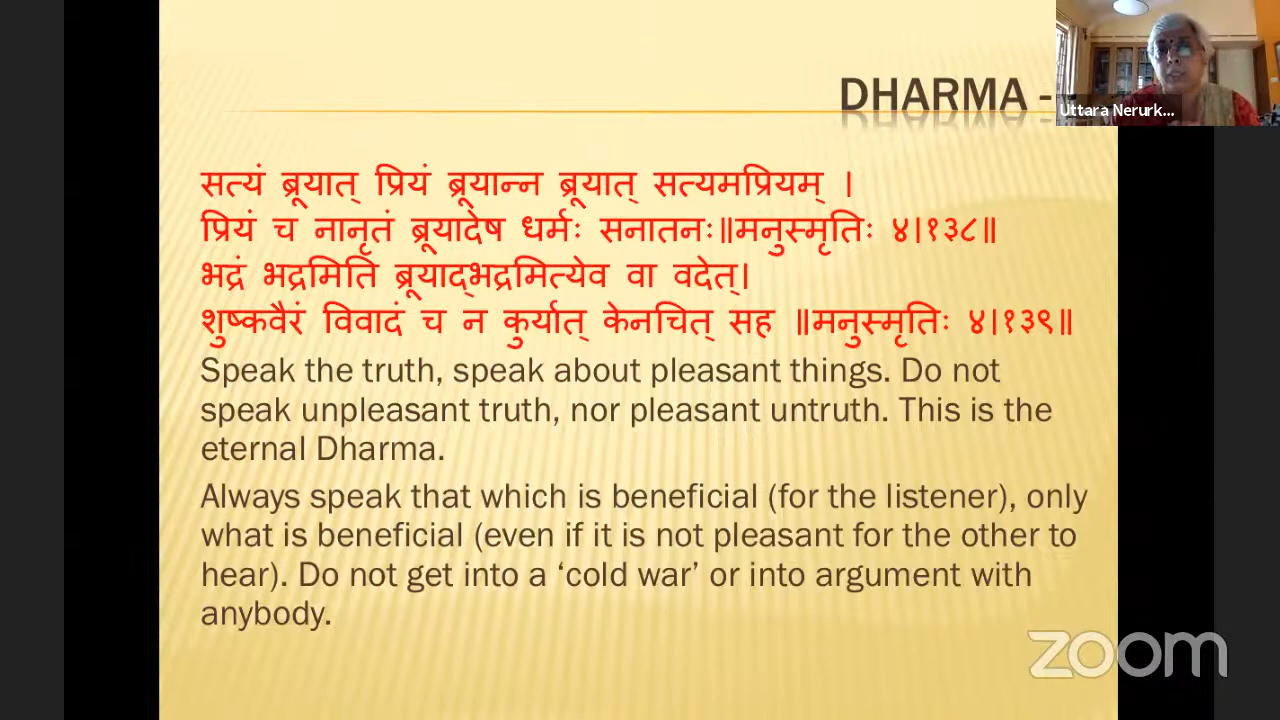 DHARMA -
Uttara Nerurk...
सत्यं ब्रूयात् प्रियं ब्रूयान्न ब्रूयात् सत्यमप्रियम् ।
प्रियं च नानृतं ब्रूयादेष धर्मः सनातनः॥मनुस्मृतिः ४।१३८॥
भद्रं भद्रमिति ब्रूयाद्भद्रमित्येव वा वदेत्।
शुष्कवैरं विवादं च न कुर्यात् केनचित् सह ॥मनुस्मृतिः ४।१३९॥
Speak the truth, speak about pleasant things. Do not
speak unpleasant truth, nor pleasant untruth. This is the
eternal Dharma.
Always speak that which is beneficial (for the listener), only
what is beneficial (even if it is not pleasant for the other to
hear). Do not get into a ‘cold war’ or into argument with
anybody.
zoom